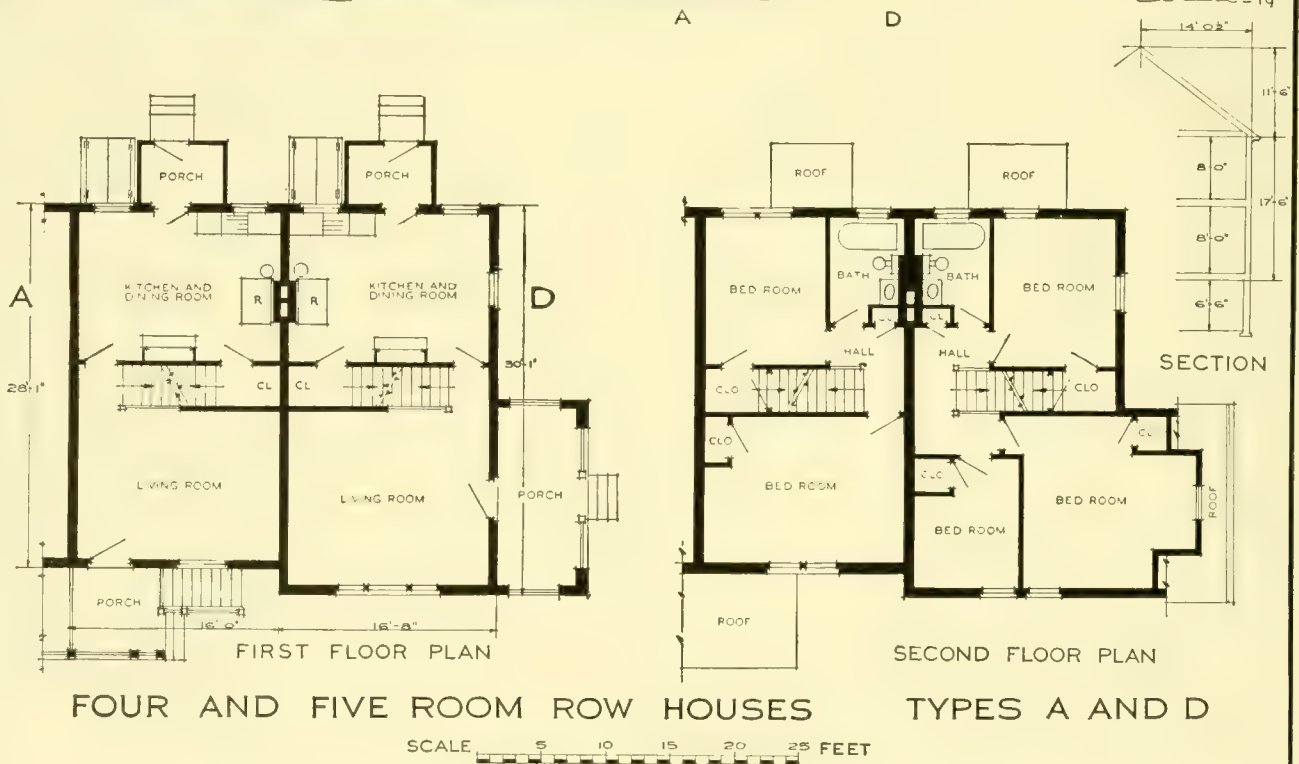 A D
14'-0½"
11'-6"
8'-0"
17'-6"
8'-0"
6'-6"
SECTION
PORCH PORCH
KITCHEN AND
DINING ROOM
R R
KITCHEN AND
DINING ROOM
A D
28'-1" 30'-1"
CL CL
LIVING ROOM LIVING ROOM PORCH
PORCH
16'-0" 16'-8"
FIRST FLOOR PLAN
ROOF ROOF
BATH BATH
BED ROOM BED ROOM
CL CL
HALL HALL
CLO CLO
CLO CL
BED ROOM CLO BED ROOM ROOF
BED ROOM
ROOF
SECOND FLOOR PLAN
FOUR AND FIVE ROOM ROW HOUSES TYPES A AND D
SCALE 5 10 15 20 25 FEET